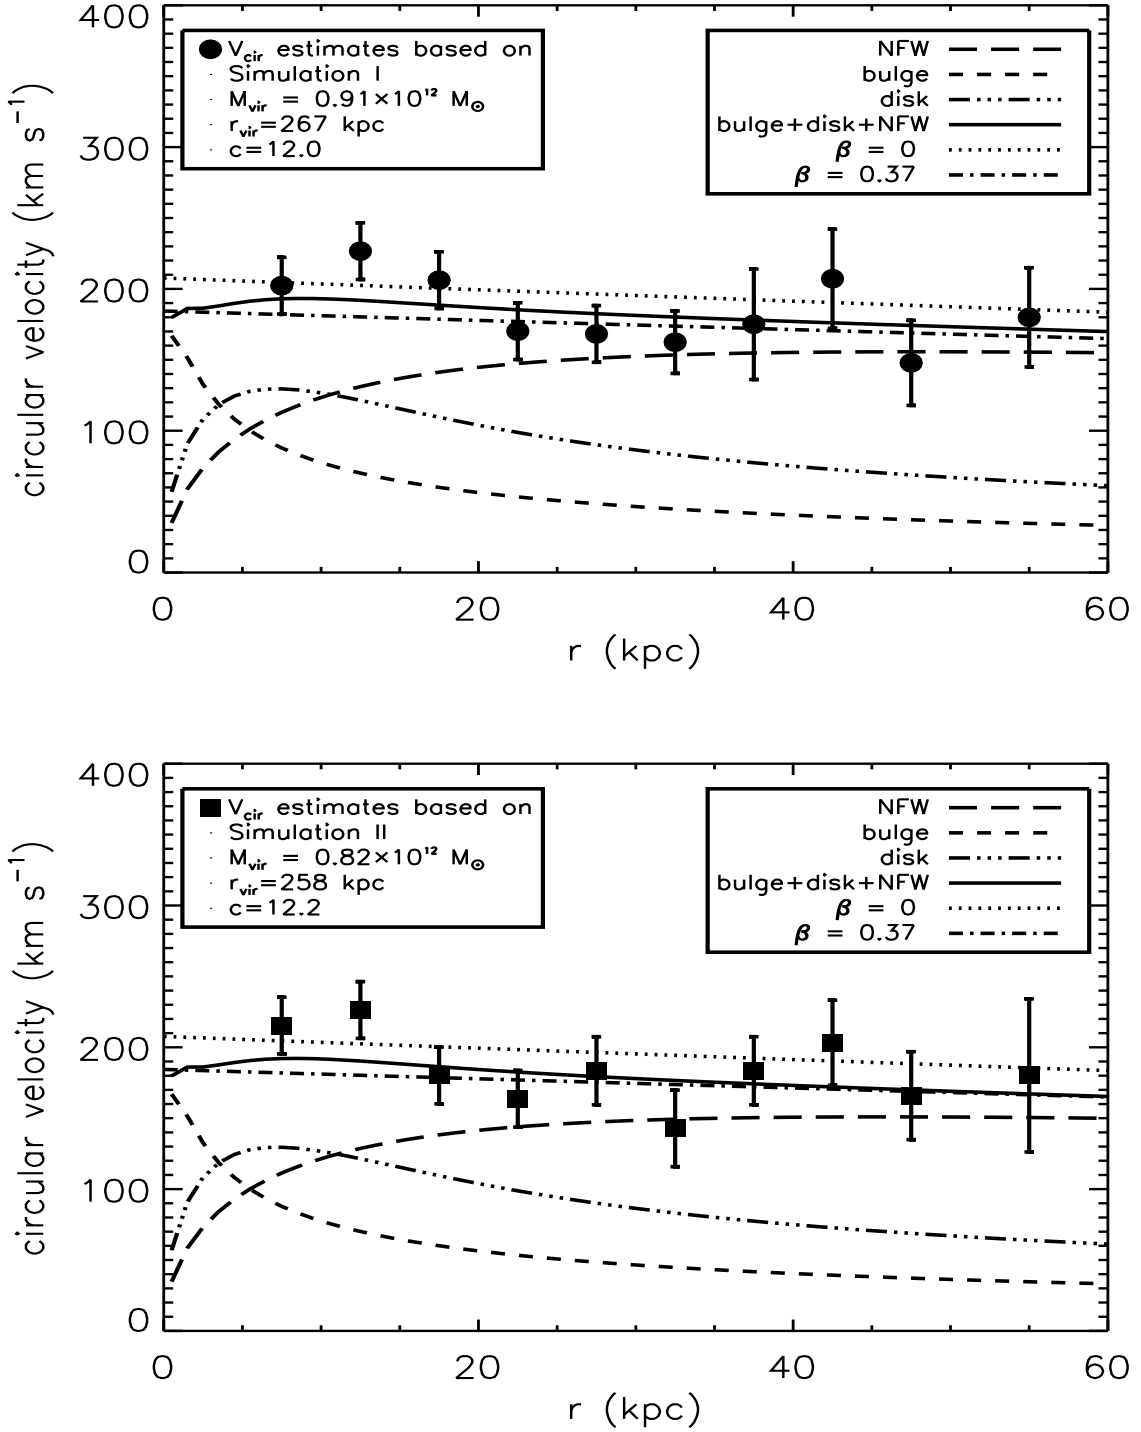 400
300
200
100
0
circular velocity (km s⁻¹)
V_cir estimates based on
Simulation I
M_vir = 0.91×10¹² M_⊙
r_vir=267 kpc
c=12.0
NFW
bulge
disk
bulge+disk+NFW
β = 0
β = 0.37
0 20 40 60
r (kpc)
400
300
200
100
0
circular velocity (km s⁻¹)
V_cir estimates based on
Simulation II
M_vir = 0.82×10¹² M_⊙
r_vir=258 kpc
c=12.2
NFW
bulge
disk
bulge+disk+NFW
β = 0
β = 0.37
0 20 40 60
r (kpc)